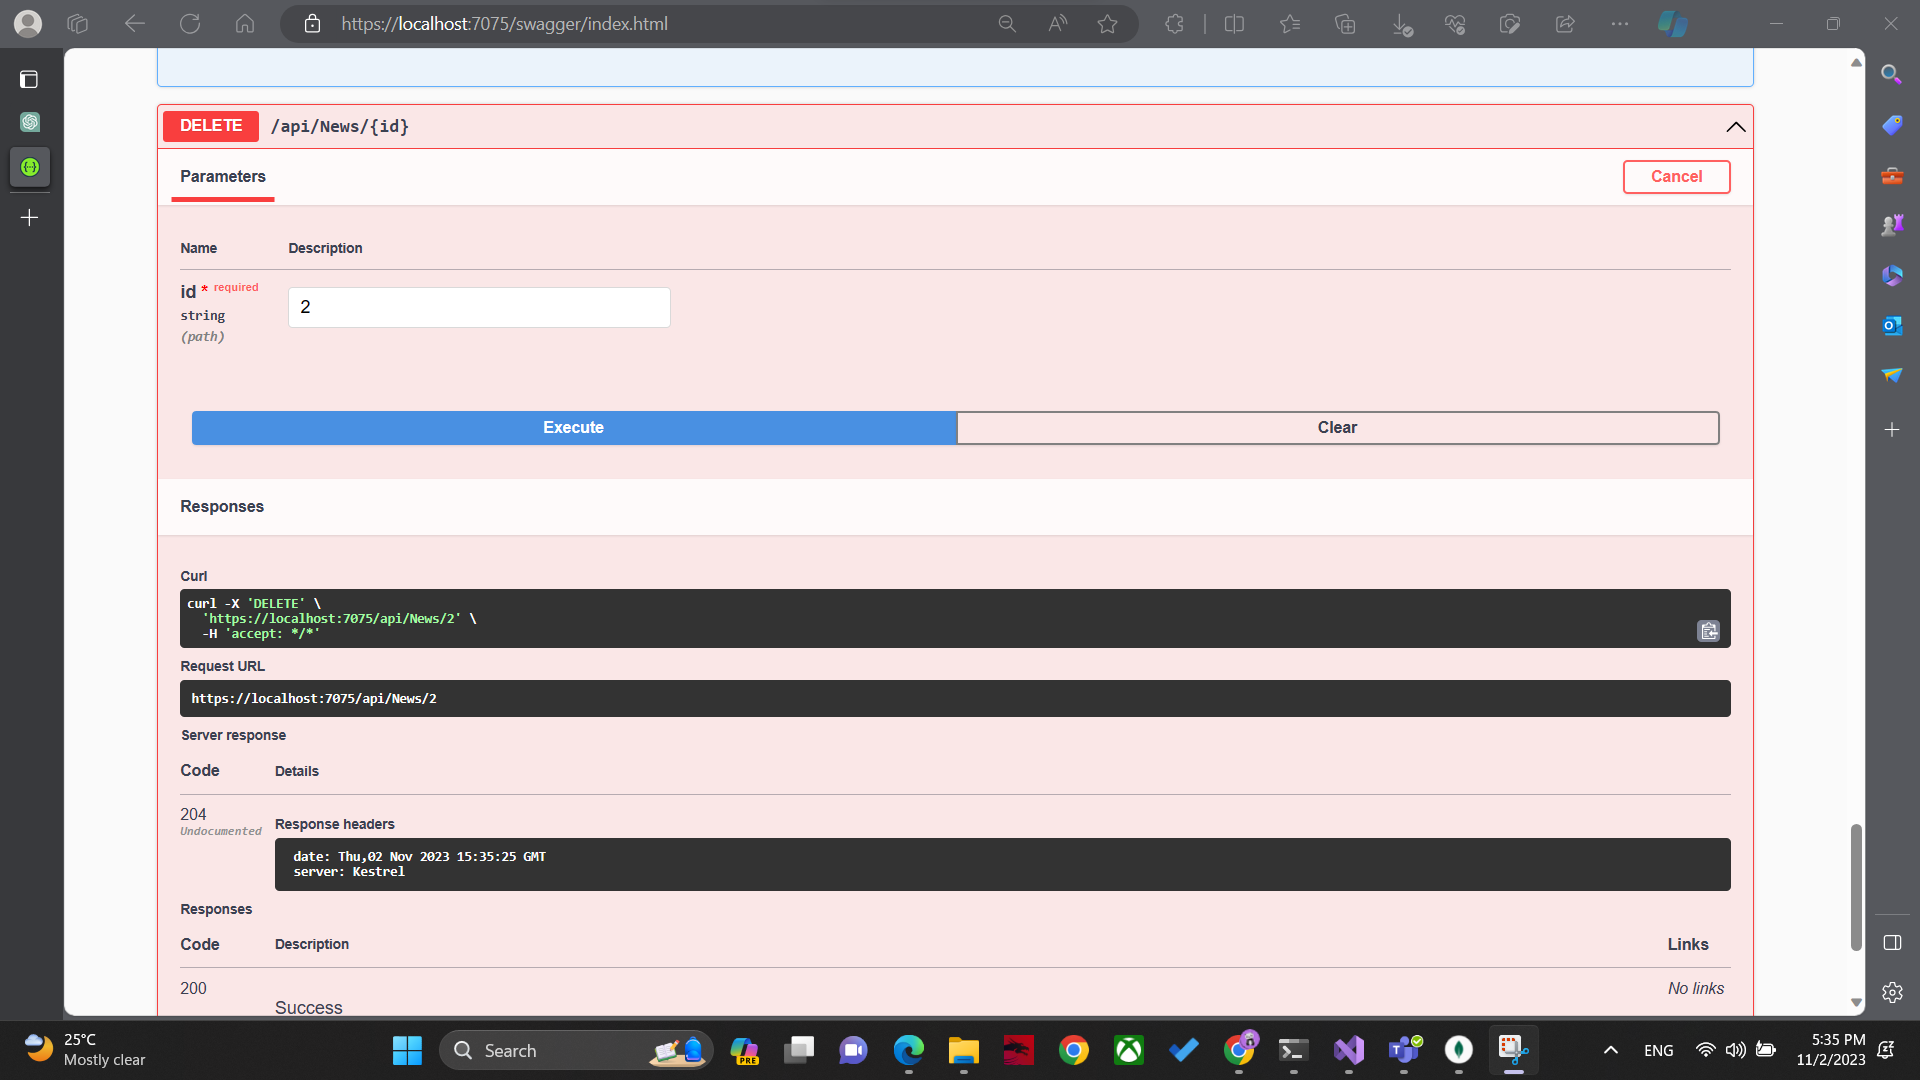 https://localhost:7075/swagger/index.html
DELETE /api/News/{id}
Parameters
Cancel
Name Description
id * required
string
(path)
2
Execute Clear
Responses
Curl
curl -X 'DELETE' \
'https://localhost:7075/api/News/2' \
-H 'accept: */*'
Request URL
https://localhost:7075/api/News/2
Server response
Code Details
204
Undocumented
Response headers
date: Thu,02 Nov 2023 15:35:25 GMT
server: Kestrel
Responses
Code Description Links
200
Success
No links
25°C
Mostly clear
Search
PRE
ENG
5:35 PM
11/2/2023